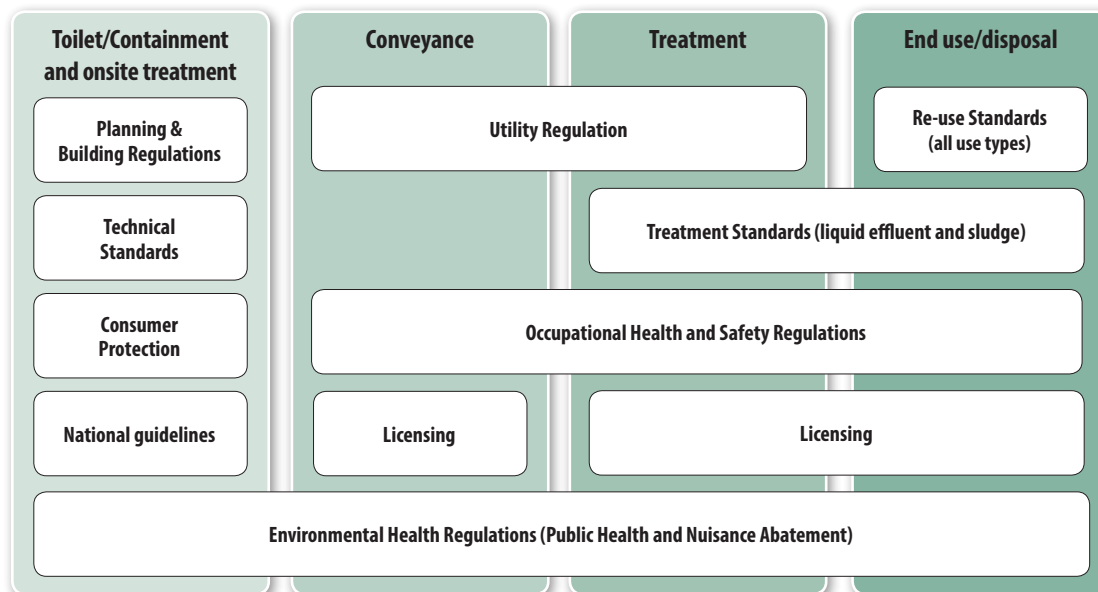 Toilet/Containment
and onsite treatment
Conveyance
Treatment
End use/disposal
Planning &
Building Regulations
Utility Regulation
Re-use Standards
(all use types)
Technical
Standards
Treatment Standards (liquid effluent and sludge)
Consumer
Protection
Occupational Health and Safety Regulations
National guidelines
Licensing
Licensing
Environmental Health Regulations (Public Health and Nuisance Abatement)